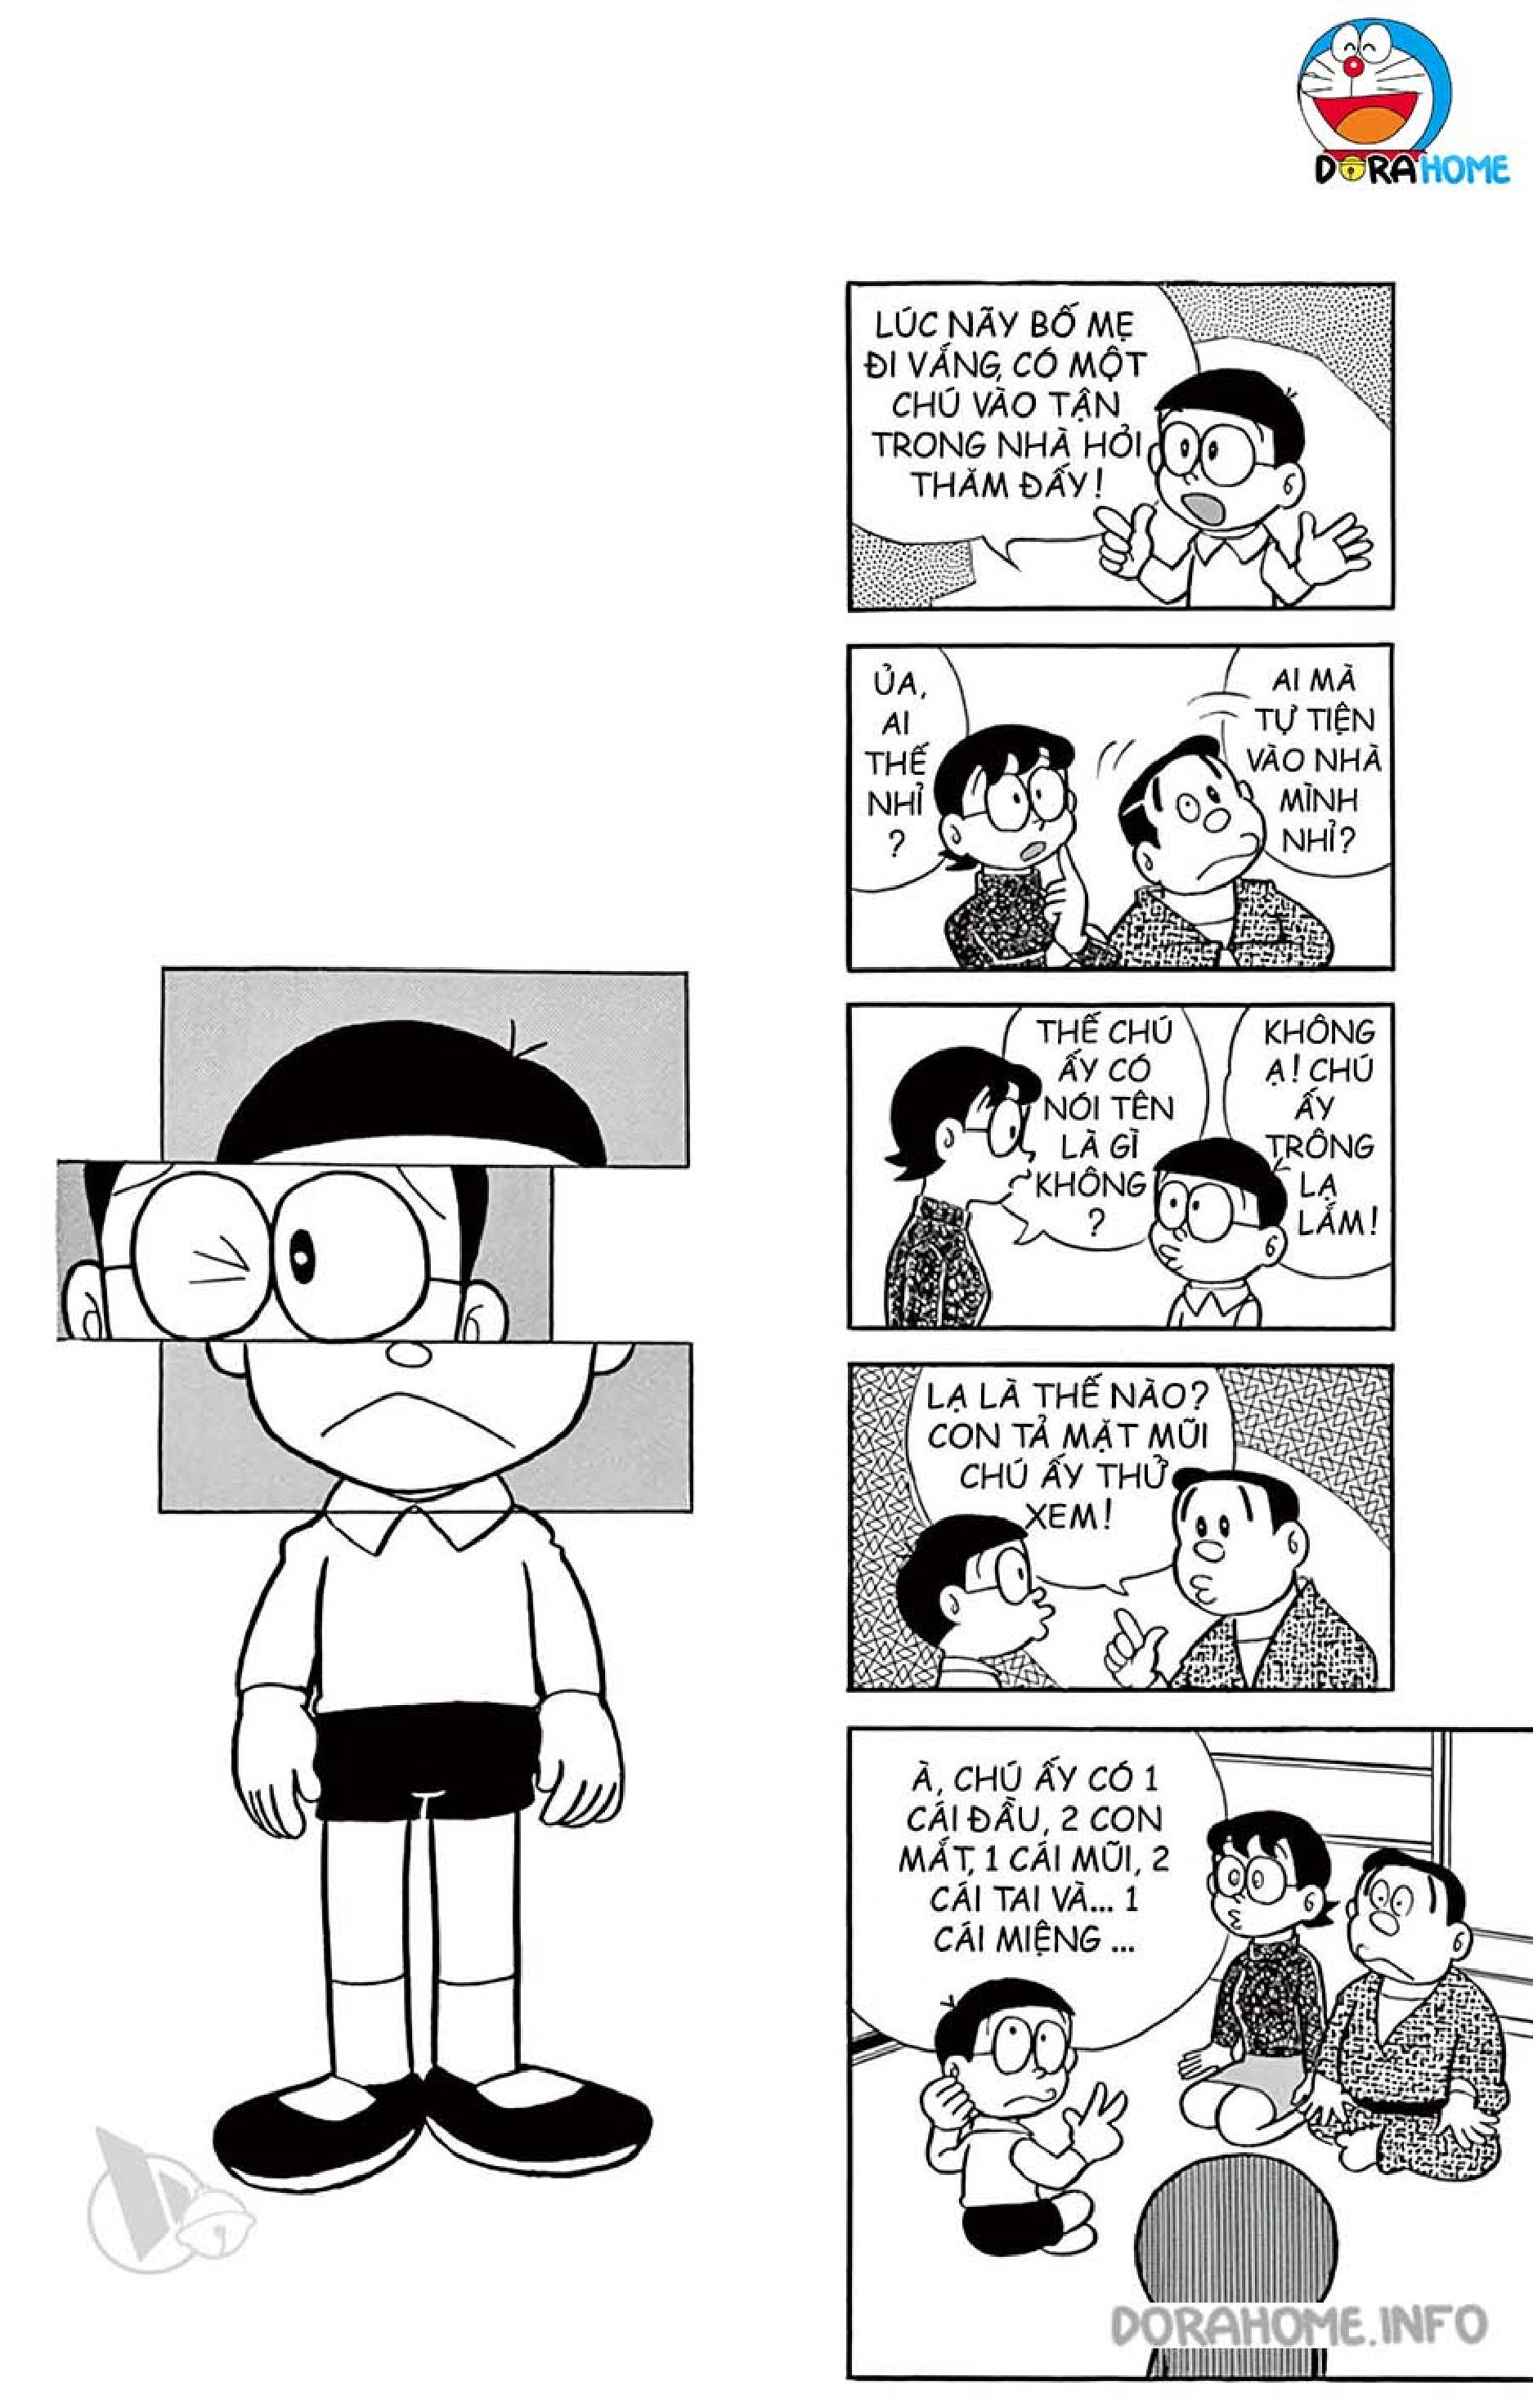 DORAHOME
LÚC NÃY BỐ MẸ
ĐI VẮNG, CÓ MỘT
CHÚ VÀO TẬN
TRONG NHÀ HỎI
THĂM ĐẤY!
ỦA,
AI
THẾ
NHỈ
?
AI MÀ
TỰ TIỆN
VÀO NHÀ
MÌNH
NHỈ?
THẾ CHÚ
ẤY CÓ
NÓI TÊN
LÀ GÌ
KHÔNG
?
KHÔNG
Ạ! CHÚ
ẤY
TRÔNG
LẠ
LẮM!
LẠ LÀ THẾ NÀO?
CON TẢ MẶT MŨI
CHÚ ẤY THỬ
XEM!
À, CHÚ ẤY CÓ 1
CÁI ĐẦU, 2 CON
MẮT, 1 CÁI MŨI, 2
CÁI TAI VÀ... 1
CÁI MIỆNG ...
DORAHOME.INFO